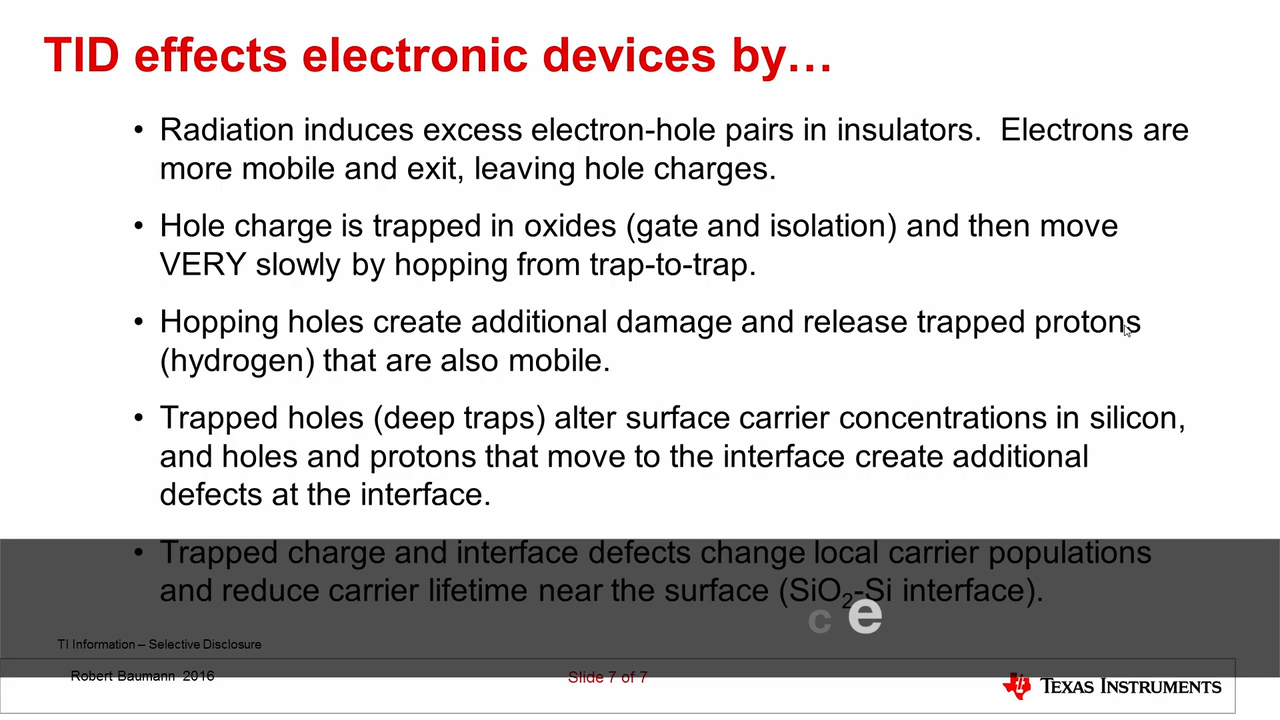 TID effects electronic devices by…
• Radiation induces excess electron-hole pairs in insulators. Electrons are
more mobile and exit, leaving hole charges.
• Hole charge is trapped in oxides (gate and isolation) and then move
VERY slowly by hopping from trap-to-trap.
• Hopping holes create additional damage and release trapped protons
(hydrogen) that are also mobile.
• Trapped holes (deep traps) alter surface carrier concentrations in silicon,
and holes and protons that move to the interface create additional
defects at the interface.
• Trapped charge and interface defects change local carrier populations
and reduce carrier lifetime near the surface (SiO2-Si interface).
c e
TI Information – Selective Disclosure
Robert Baumann 2016
Slide 7 of 7
TEXAS INSTRUMENTS